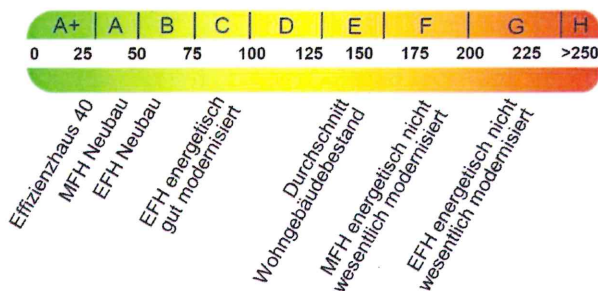 A+ A B C D E F G H
0 25 50 75 100 125 150 175 200 225 >250
Effizienzhaus 40
MFH Neubau
EFH Neubau
EFH energetisch
gut modernisiert
Durchschnitt
Wohngebäudebestand
MFH energetisch nicht
wesentlich modernisiert
EFH energetisch nicht
wesentlich modernisiert